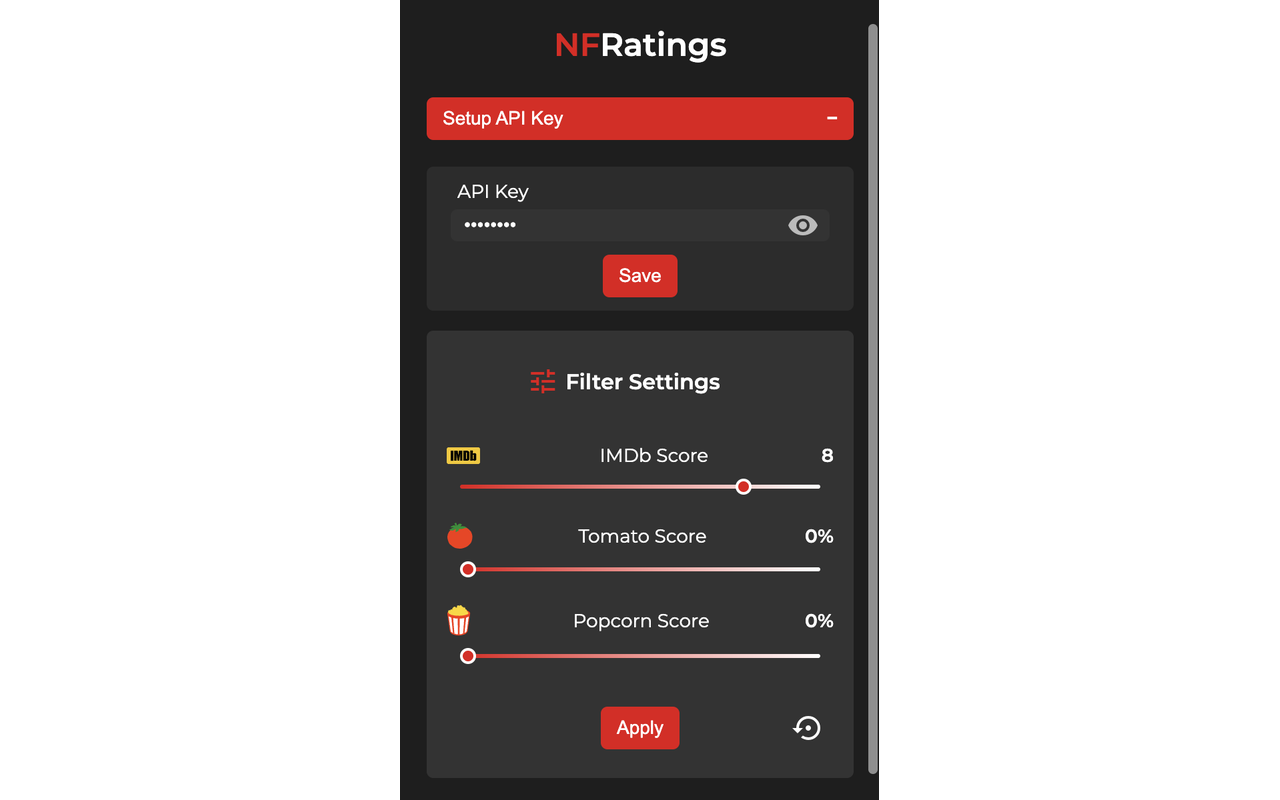 NFRatings
Setup API Key –
API Key
••••••••
Save
Filter Settings
IMDb IMDb Score 8
Tomato Score 0%
Popcorn Score 0%
Apply